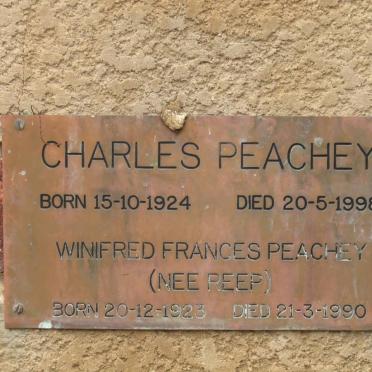 CHARLES PEACHEY
BORN 15-10-1924 DIED 20-5-1998
WINIFRED FRANCES PEACHEY
(NEE REEP)
BORN 20-12-1923 DIED 21-3-1990